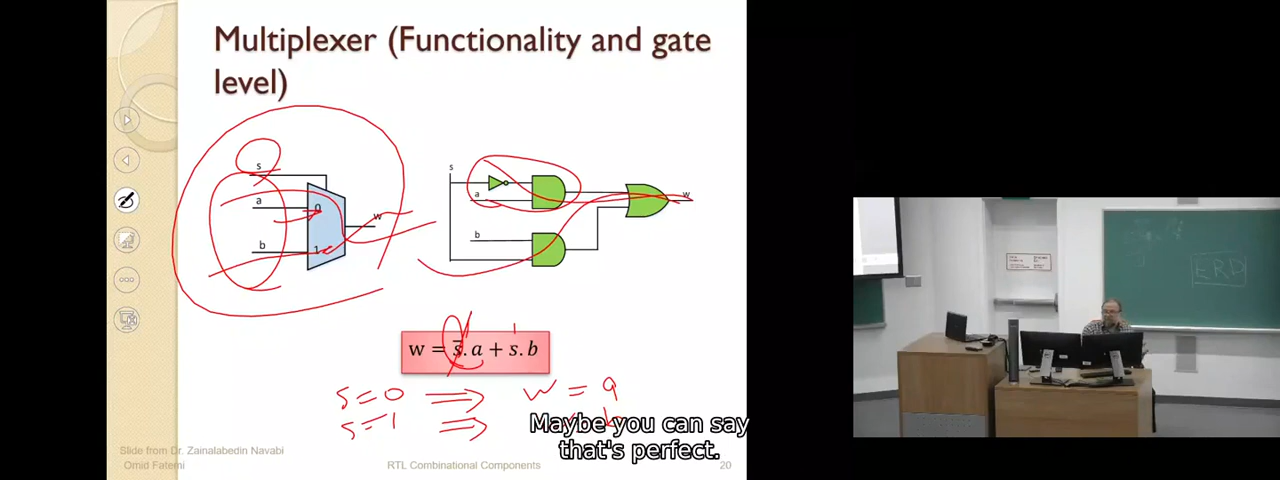 Multiplexer (Functionality and gate
level)
s
a
0
b
1
w
s
a
b
w
w = s̅.a + s.b
s=0 ⟹ w = a
s=1 ⟹
Maybe you can say
that's perfect.
Slide from Dr. Zainalabedin Navabi
Omid Fatemi
RTL Combinational Components
20
ERD